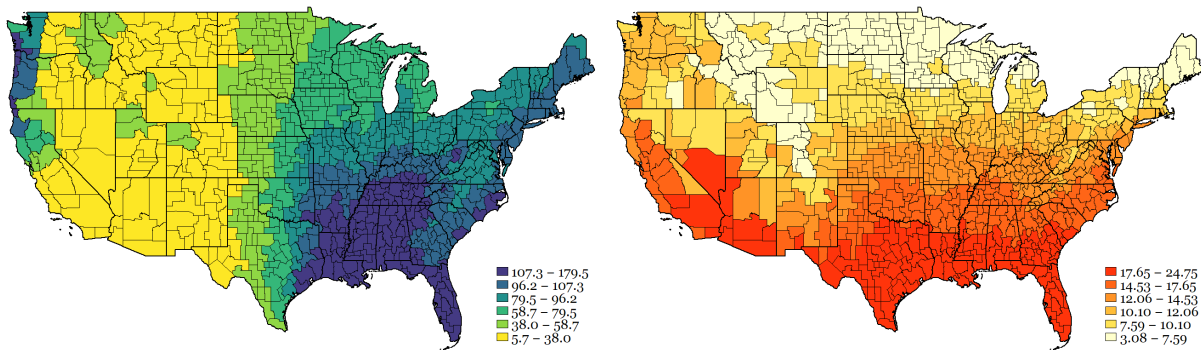 107.3 – 179.5
96.2 – 107.3
79.5 – 96.2
58.7 – 79.5
38.0 – 58.7
5.7 – 38.0
17.65 – 24.75
14.53 – 17.65
12.06 – 14.53
10.10 – 12.06
7.59 – 10.10
3.08 – 7.59